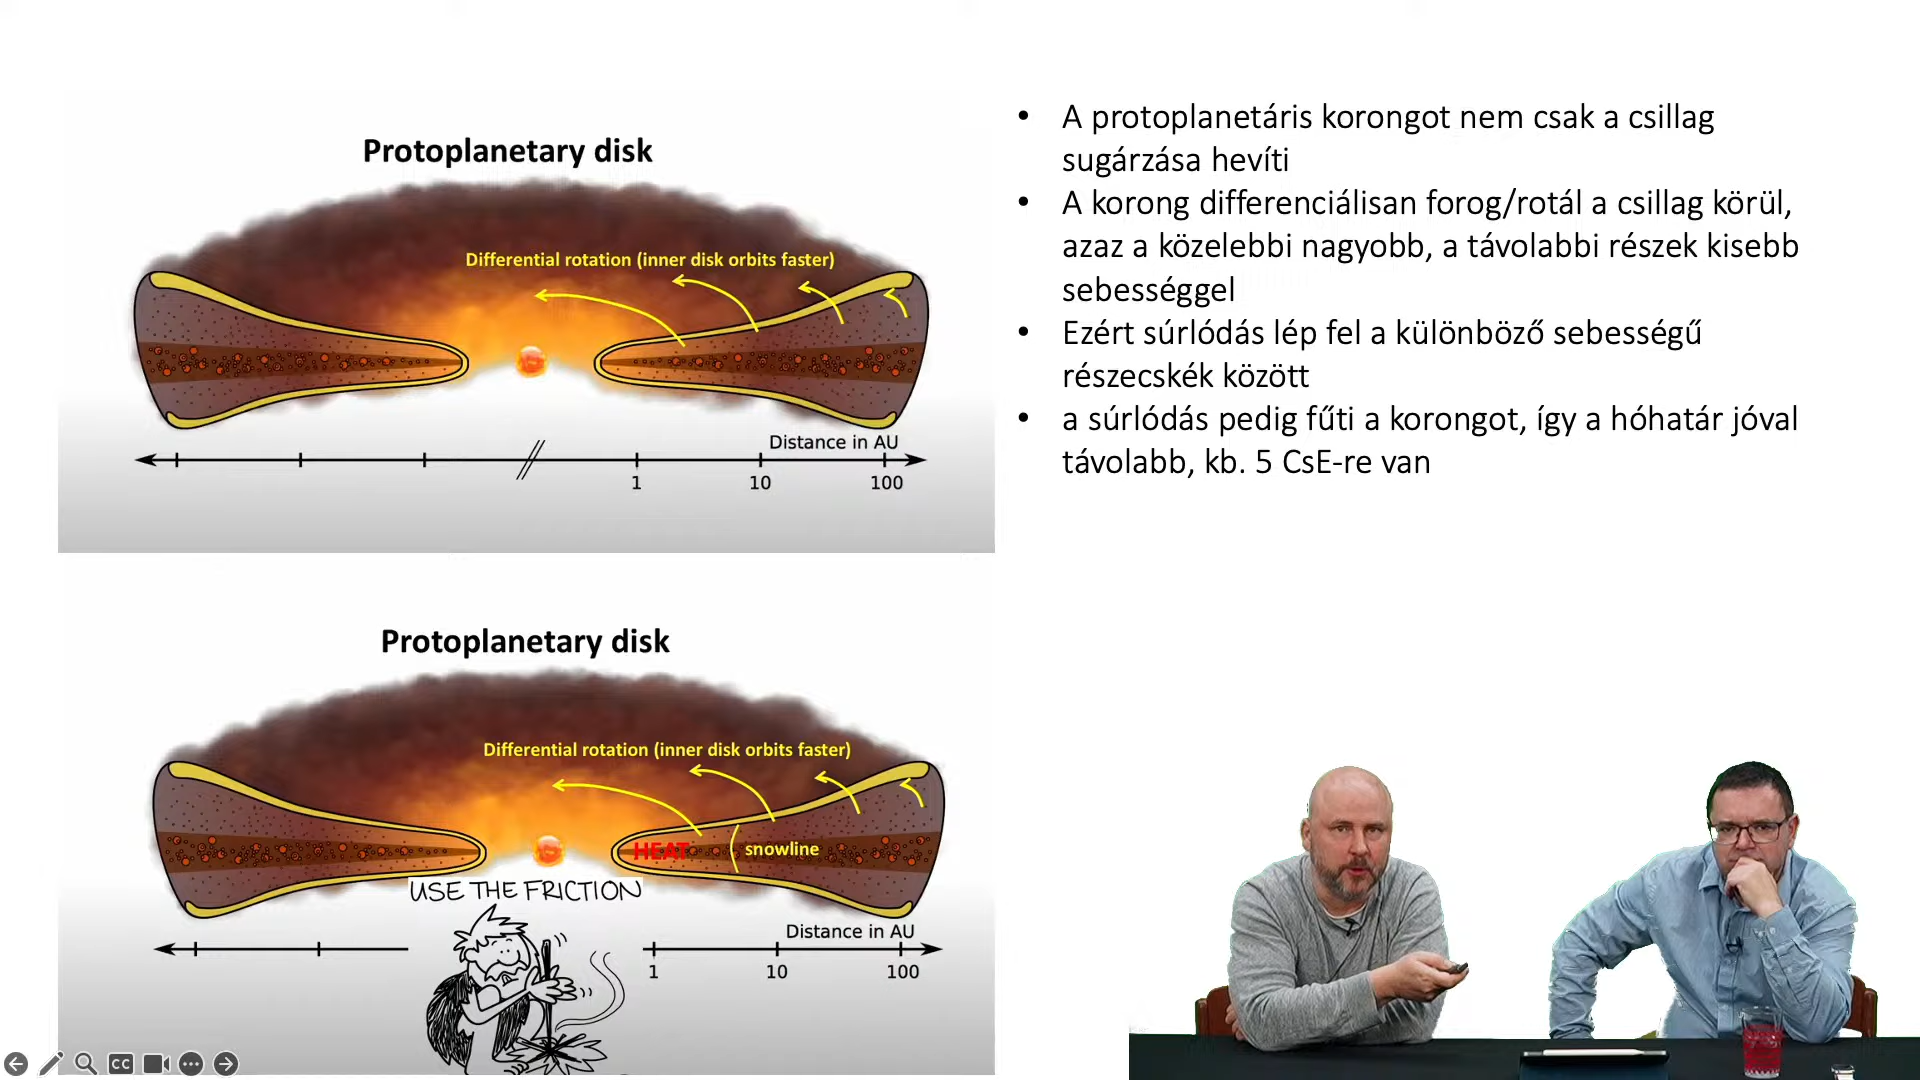 Protoplanetary disk
Differential rotation (inner disk orbits faster)
Distance in AU
1 10 100
Protoplanetary disk
Differential rotation (inner disk orbits faster)
HEAT
snowline
USE THE FRICTION
Distance in AU
1 10 100
• A protoplanetáris korongot nem csak a csillag
sugárzása hevíti
• A korong differenciálisan forog/rotál a csillag körül,
azaz a közelebbi nagyobb, a távolabbi részek kisebb
sebességgel
• Ezért súrlódás lép fel a különböző sebességű
részecskék között
• a súrlódás pedig fűti a korongot, így a hóhatár jóval
távolabb, kb. 5 CsE-re van
CC